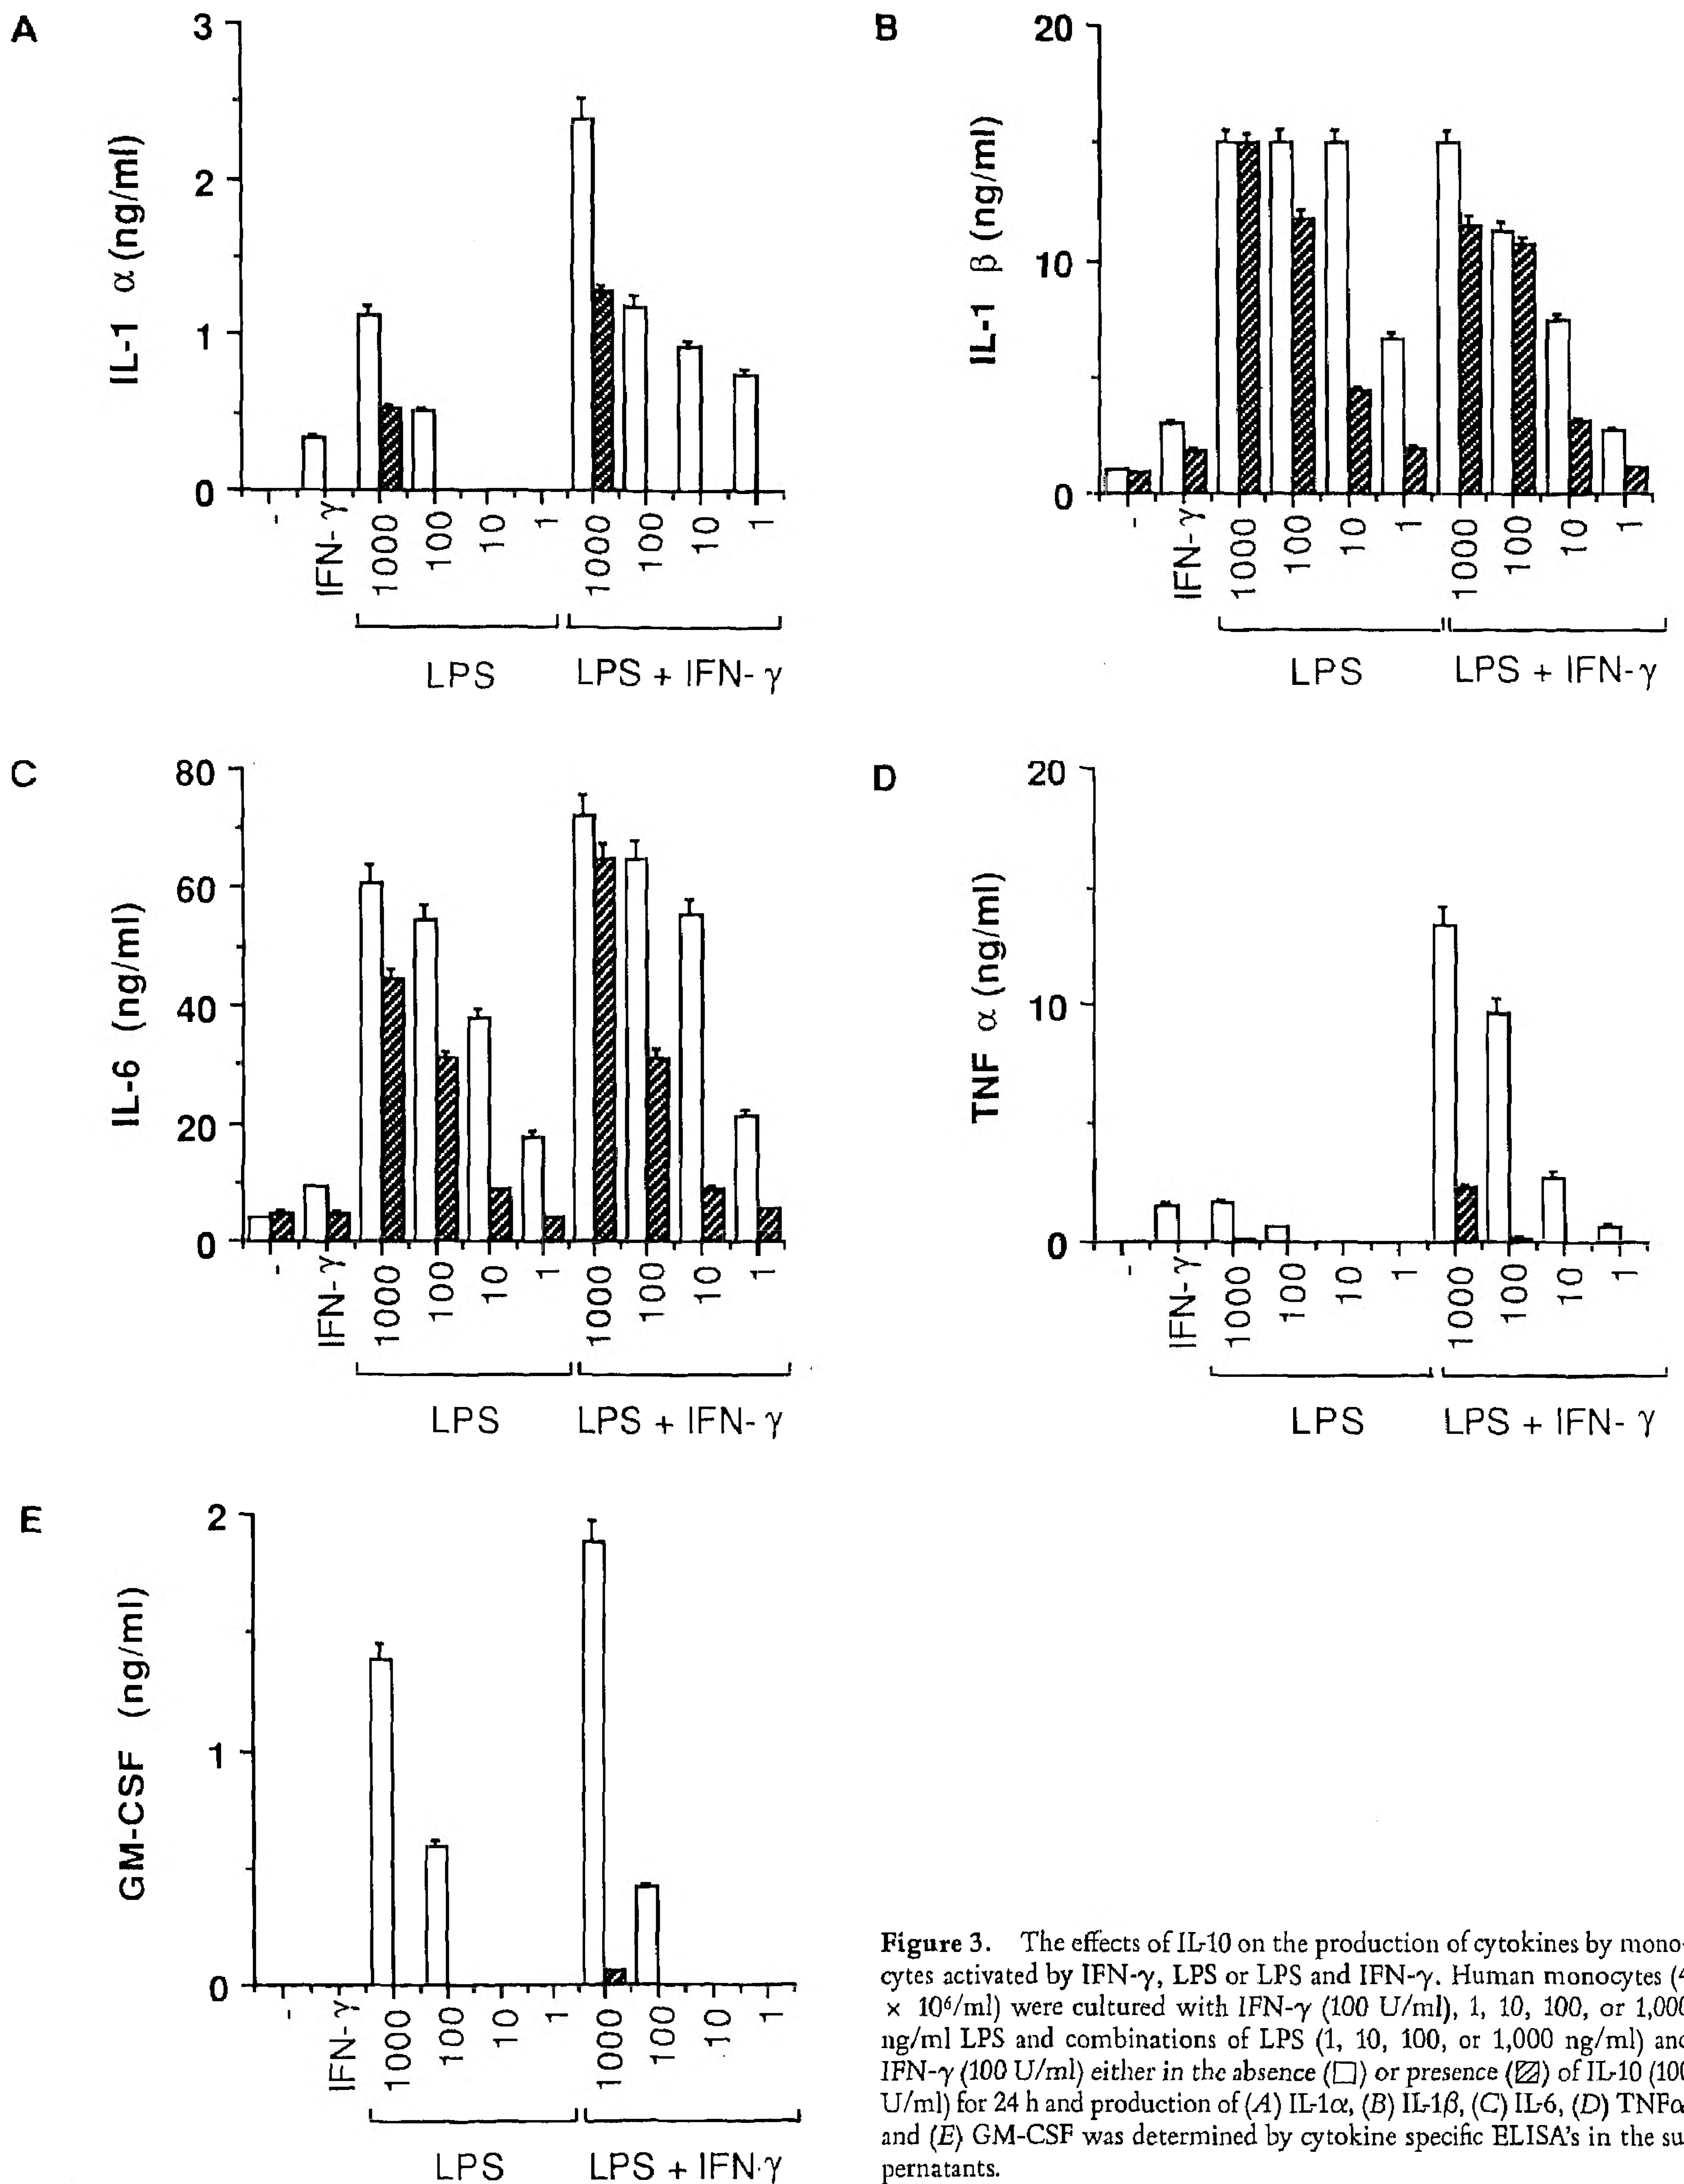 A
3
2
1
0
IL-1 α (ng/ml)
-
IFN-γ
1000
100
10
1
1000
100
10
1
LPS
LPS + IFN-γ
B
20
10
0
IL-1 β (ng/ml)
-
IFN-γ
1000
100
10
1
1000
100
10
1
LPS
LPS + IFN-γ
C
80
60
40
20
0
IL-6 (ng/ml)
-
IFN-γ
1000
100
10
1
1000
100
10
1
LPS
LPS + IFN-γ
D
20
10
0
TNF α (ng/ml)
-
IFN-γ
1000
100
10
1
1000
100
10
1
LPS
LPS + IFN-γ
E
2
1
0
GM-CSF (ng/ml)
-
IFN-γ
1000
100
10
1
1000
100
10
1
LPS
LPS + IFN-γ
Figure 3. The effects of IL-10 on the production of cytokines by mono-
cytes activated by IFN-γ, LPS or LPS and IFN-γ. Human monocytes (4
× 10⁶/ml) were cultured with IFN-γ (100 U/ml), 1, 10, 100, or 1,000
ng/ml LPS and combinations of LPS (1, 10, 100, or 1,000 ng/ml) and
IFN-γ (100 U/ml) either in the absence (□) or presence (▨) of IL-10 (100
U/ml) for 24 h and production of (A) IL-1α, (B) IL-1β, (C) IL-6, (D) TNFα
and (E) GM-CSF was determined by cytokine specific ELISA's in the su-
pernatants.